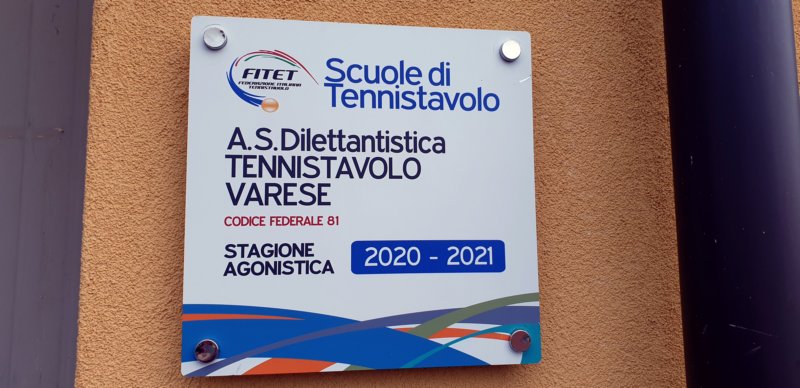 FITET
FEDERAZIONE ITALIANA
TENNISTAVOLO
Scuole di
Tennistavolo
A.S.Dilettantistica
TENNISTAVOLO
VARESE
CODICE FEDERALE 81
STAGIONE
AGONISTICA
2020 - 2021